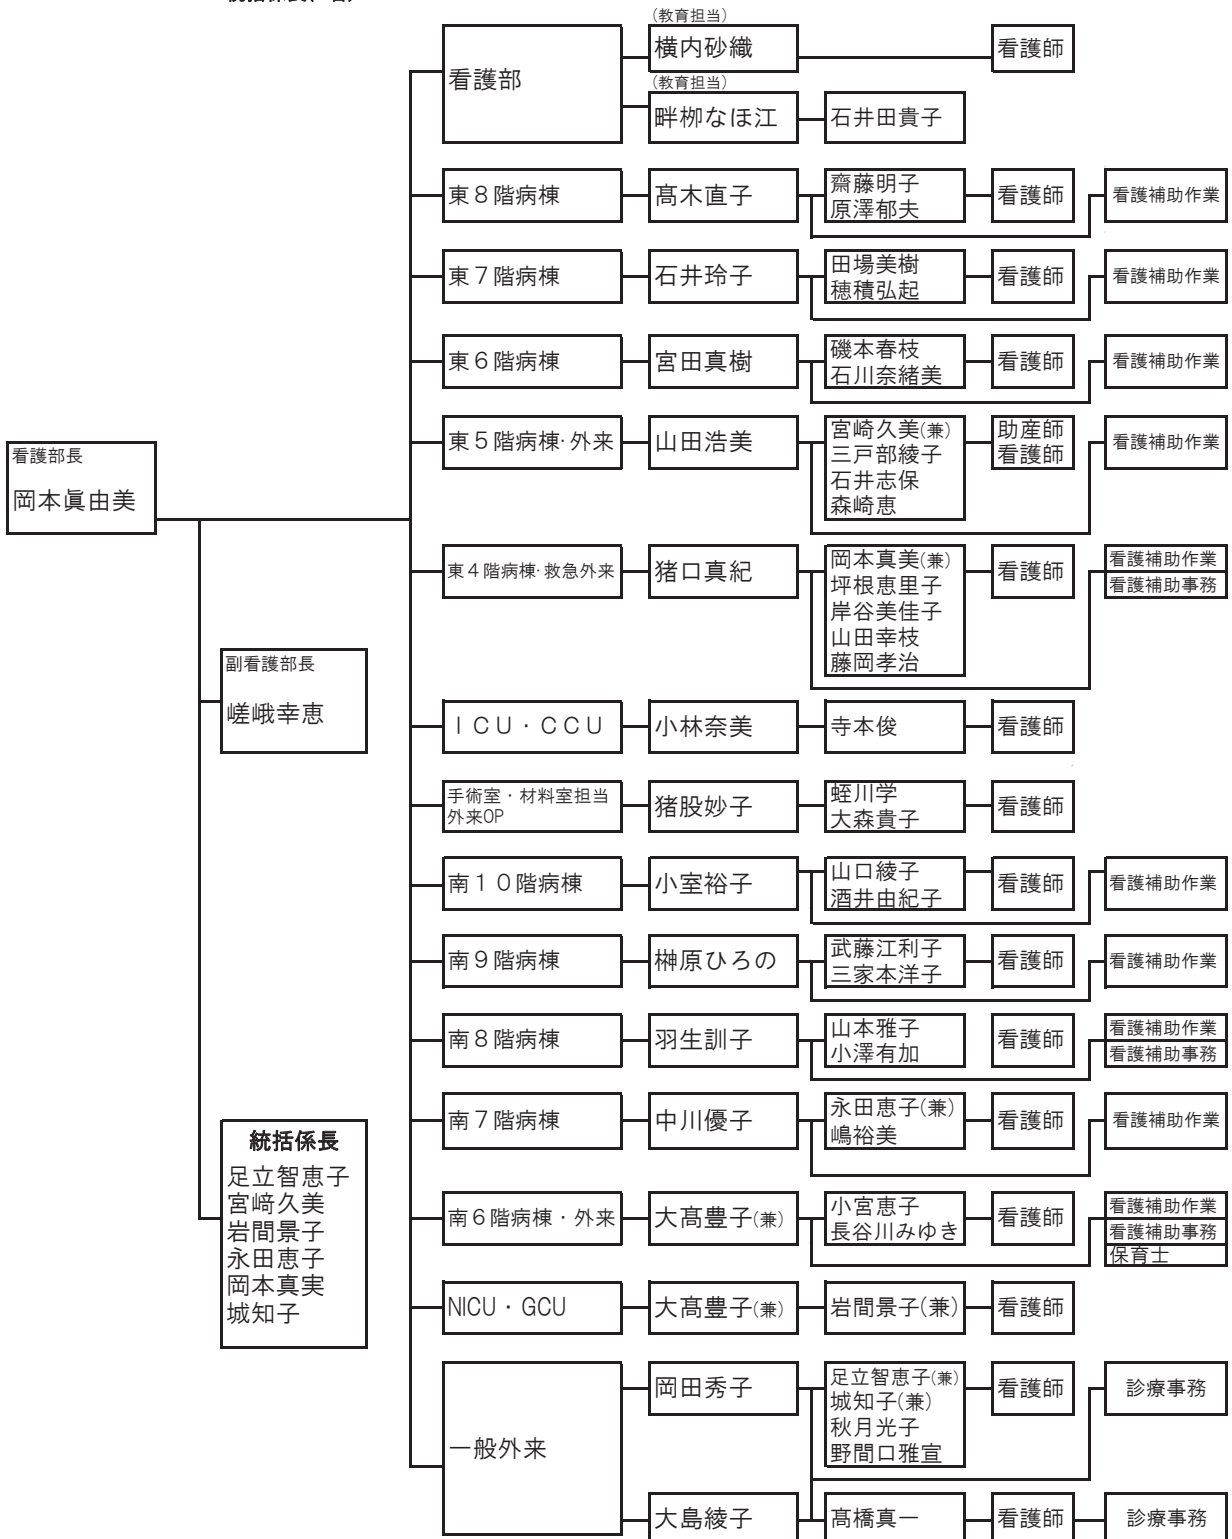 (教育担当)
横内砂織
看護師
看護部
(教育担当)
畔栁なほ江
石井田貴子
東8階病棟
髙木直子
齋藤明子
原澤郁夫
看護師
看護補助作業
東7階病棟
石井玲子
田場美樹
穂積弘起
看護師
看護補助作業
東6階病棟
宮田真樹
磯本春枝
石川奈緒美
看護師
看護補助作業
東5階病棟・外来
山田浩美
宮崎久美(兼)
三戸部綾子
石井志保
森崎恵
助産師
看護師
看護補助作業
看護部長
岡本眞由美
東4階病棟・救急外来
猪口真紀
岡本真美(兼)
坪根恵里子
岸谷美佳子
山田幸枝
藤岡孝治
看護師
看護補助作業
看護補助事務
副看護部長
嵯峨幸恵
ICU・CCU
小林奈美
寺本俊
看護師
手術室・材料室担当
外来OP
猪股妙子
蛭川学
大森貴子
看護師
南10階病棟
小室裕子
山口綾子
酒井由紀子
看護師
看護補助作業
南9階病棟
榊原ひろの
武藤江利子
三家本洋子
看護師
看護補助作業
南8階病棟
羽生訓子
山本雅子
小澤有加
看護師
看護補助作業
看護補助事務
南7階病棟
中川優子
永田恵子(兼)
嶋裕美
看護師
看護補助作業
統括係長
足立智恵子
宮﨑久美
岩間景子
永田恵子
岡本真実
城知子
南6階病棟・外来
大髙豊子(兼)
小宮恵子
長谷川みゆき
看護師
看護補助作業
看護補助事務
保育士
NICU・GCU
大髙豊子(兼)
岩間景子(兼)
看護師
一般外来
岡田秀子
足立智恵子(兼)
城知子(兼)
秋月光子
野間口雅宣
看護師
診療事務
大島綾子
髙橋真一
看護師
診療事務